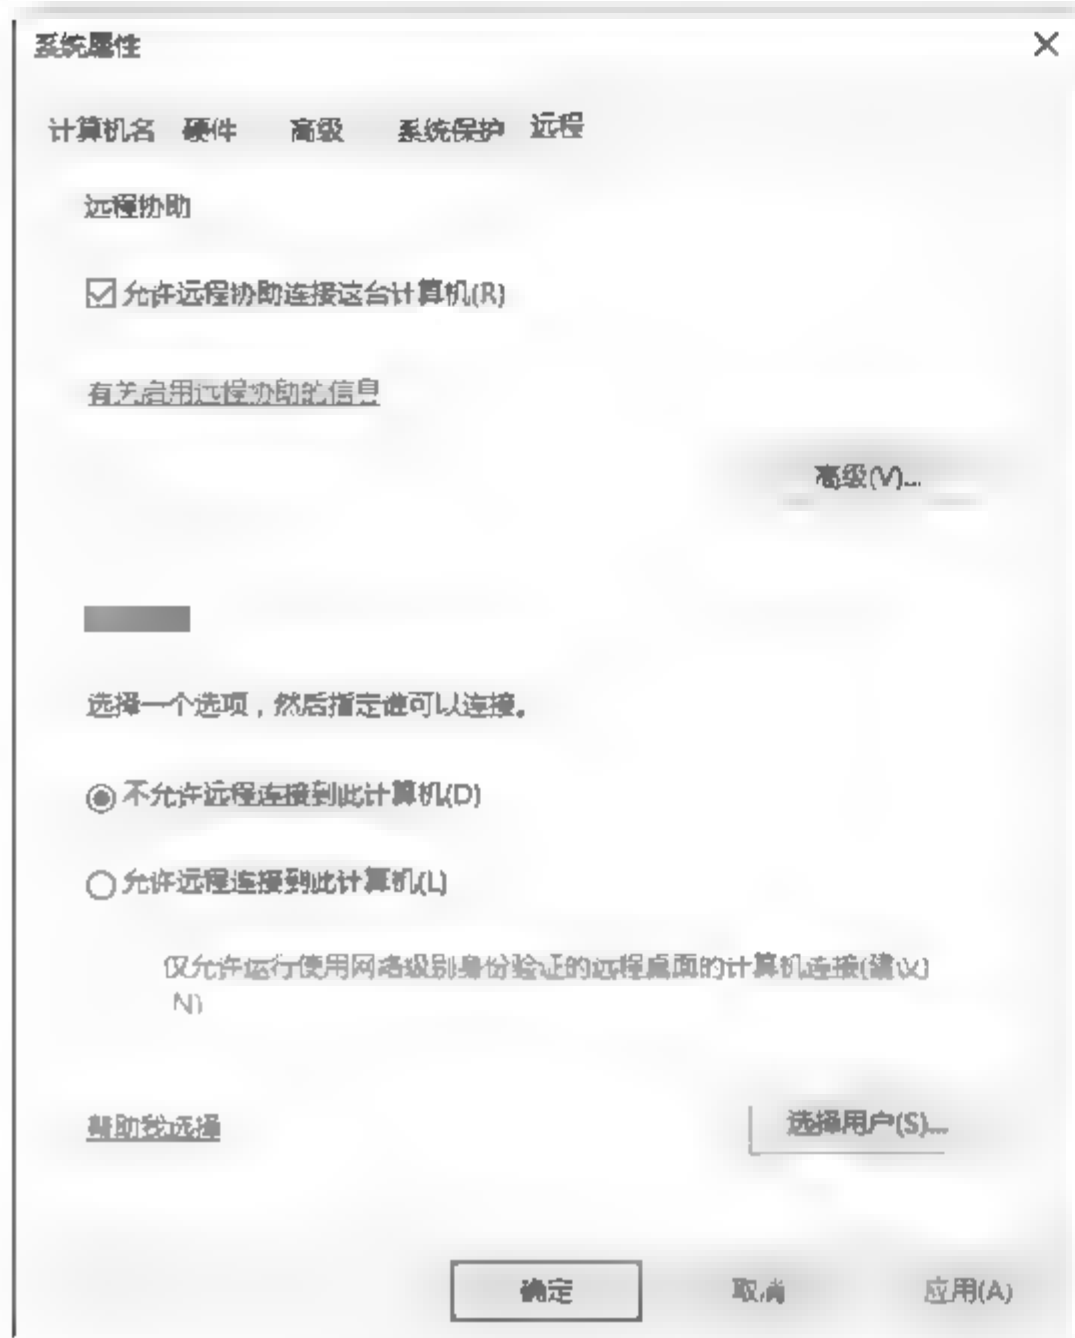 系统属性
计算机名 硬件 高级 系统保护 远程
远程协助
允许远程协助连接这台计算机(R)
有关启用远程协助的信息
高级(V)...
选择一个选项，然后指定谁可以连接。
不允许远程连接到此计算机(D)
允许远程连接到此计算机(L)
仅允许运行使用网络级别身份验证的远程桌面的计算机连接(建议)
N)
帮助我选择
选择用户(S)...
确定 取消 应用(A)